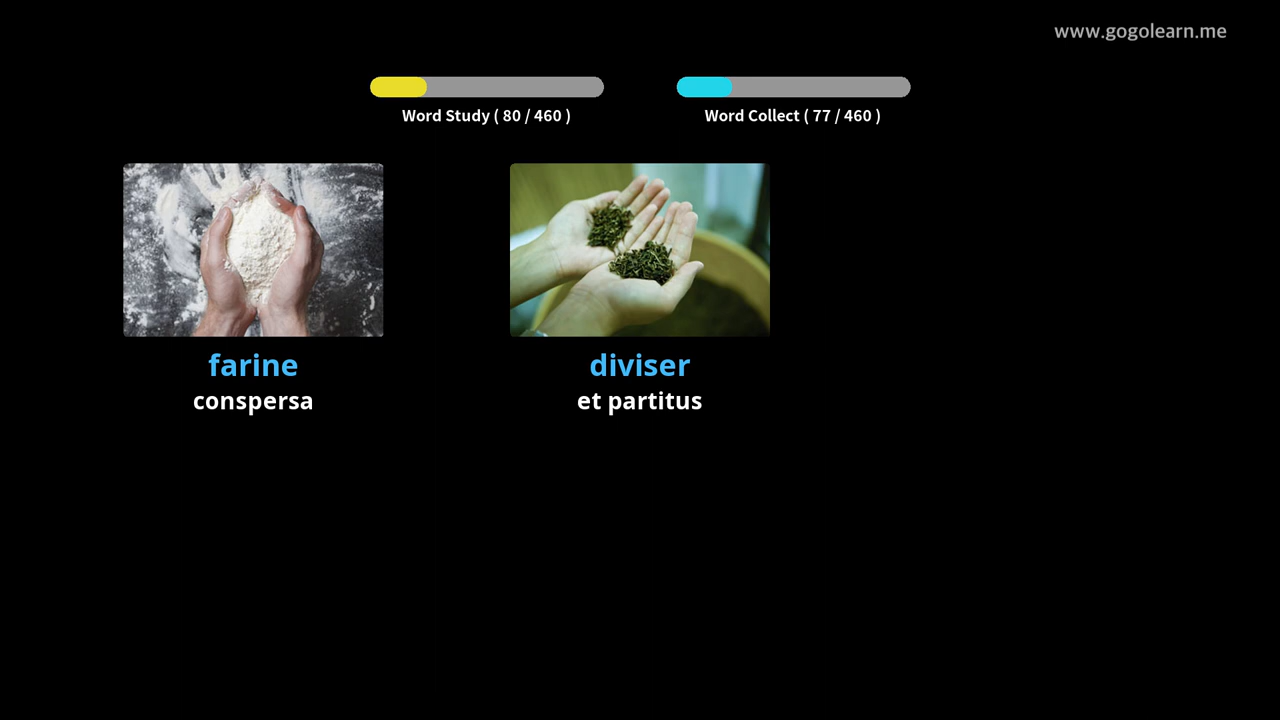 www.gogolearn.me
Word Study ( 80 / 460 )
Word Collect ( 77 / 460 )
farine
conspersa
diviser
et partitus